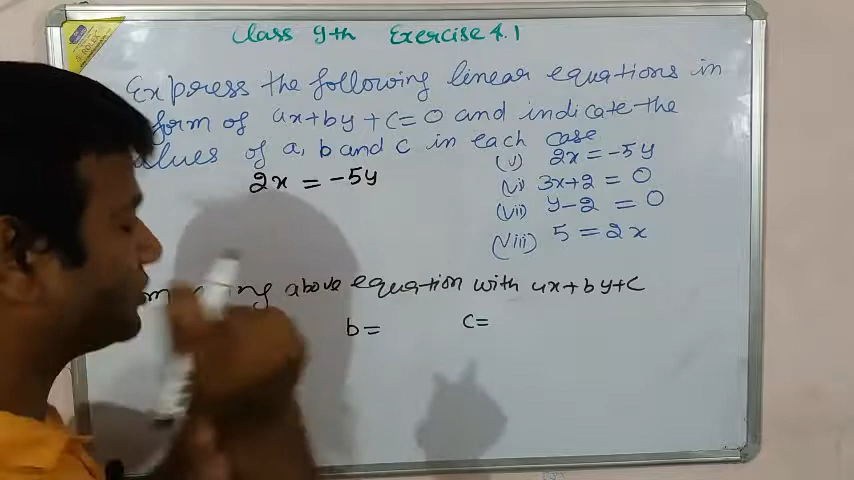 Class 9th Exercise 4.1
Express the following linear equations in
form of ax+by+c=0 and indicate the
values of a, b and c in each case
(v) 2x=-5y
2x = -5y
(vi) 3x+2 = 0
(vii) y-2 = 0
(viii) 5 = 2x
above equation with ax+by+c
b= c=